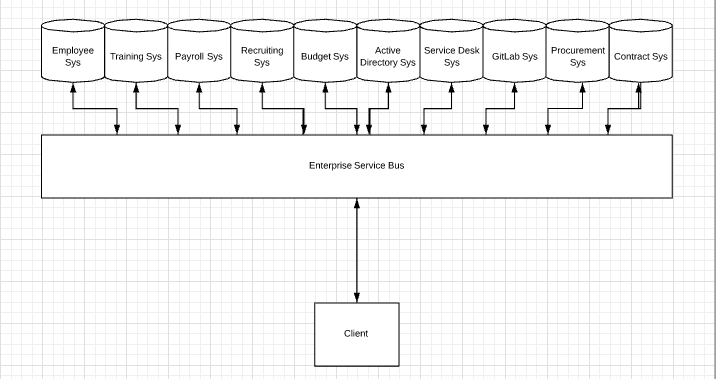 Employee
Sys
Training Sys
Payroll Sys
Recruiting
Sys
Budget Sys
Active
Directory Sys
Service Desk
Sys
GitLab Sys
Procurement
Sys
Contract Sys
Enterprise Service Bus
Client